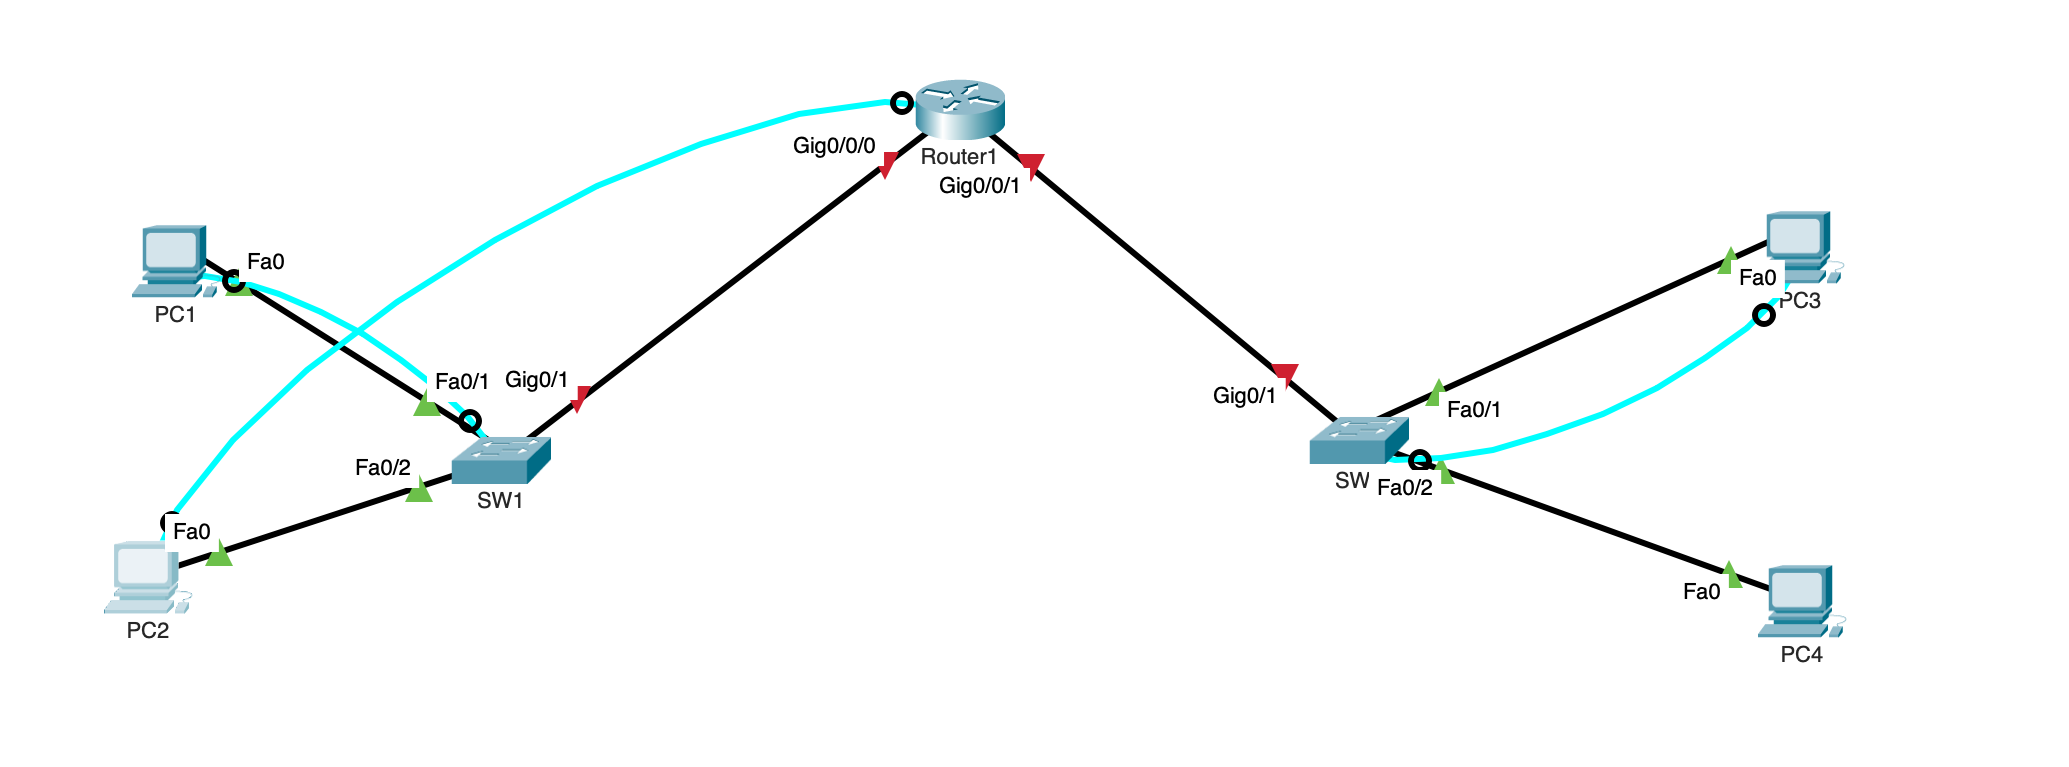 Gig0/0/0
Router1
Gig0/0/1
Fa0
PC1
Fa0
PC3
Fa0/1
Gig0/1
Gig0/1
Fa0/1
Fa0/2
SW1
SW
Fa0/2
Fa0
PC2
Fa0
PC4